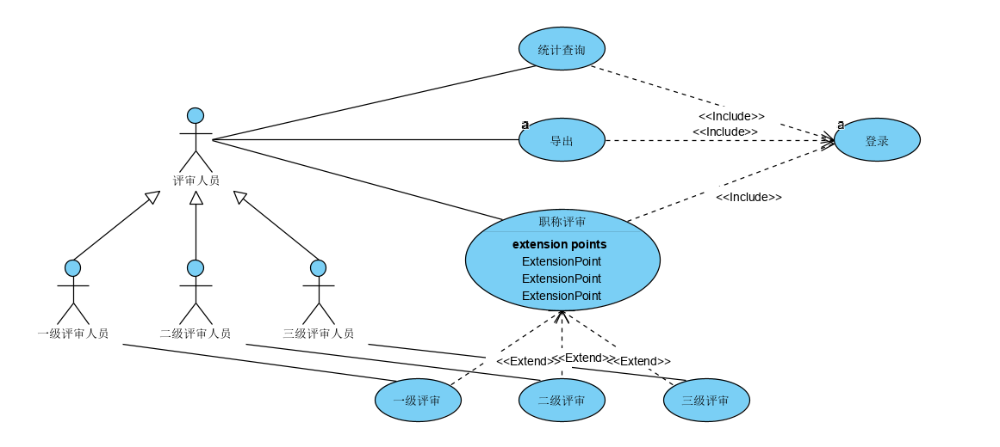 统计查询
<<Include>>
a
导出
<<Include>>
a
登录
评审人员
<<Include>>
职称评审
extension points
ExtensionPoint
ExtensionPoint
ExtensionPoint
一级评审人员
二级评审人员
三级评审人员
<<Extend>>
<<Extend>>
<<Extend>>
一级评审
二级评审
三级评审